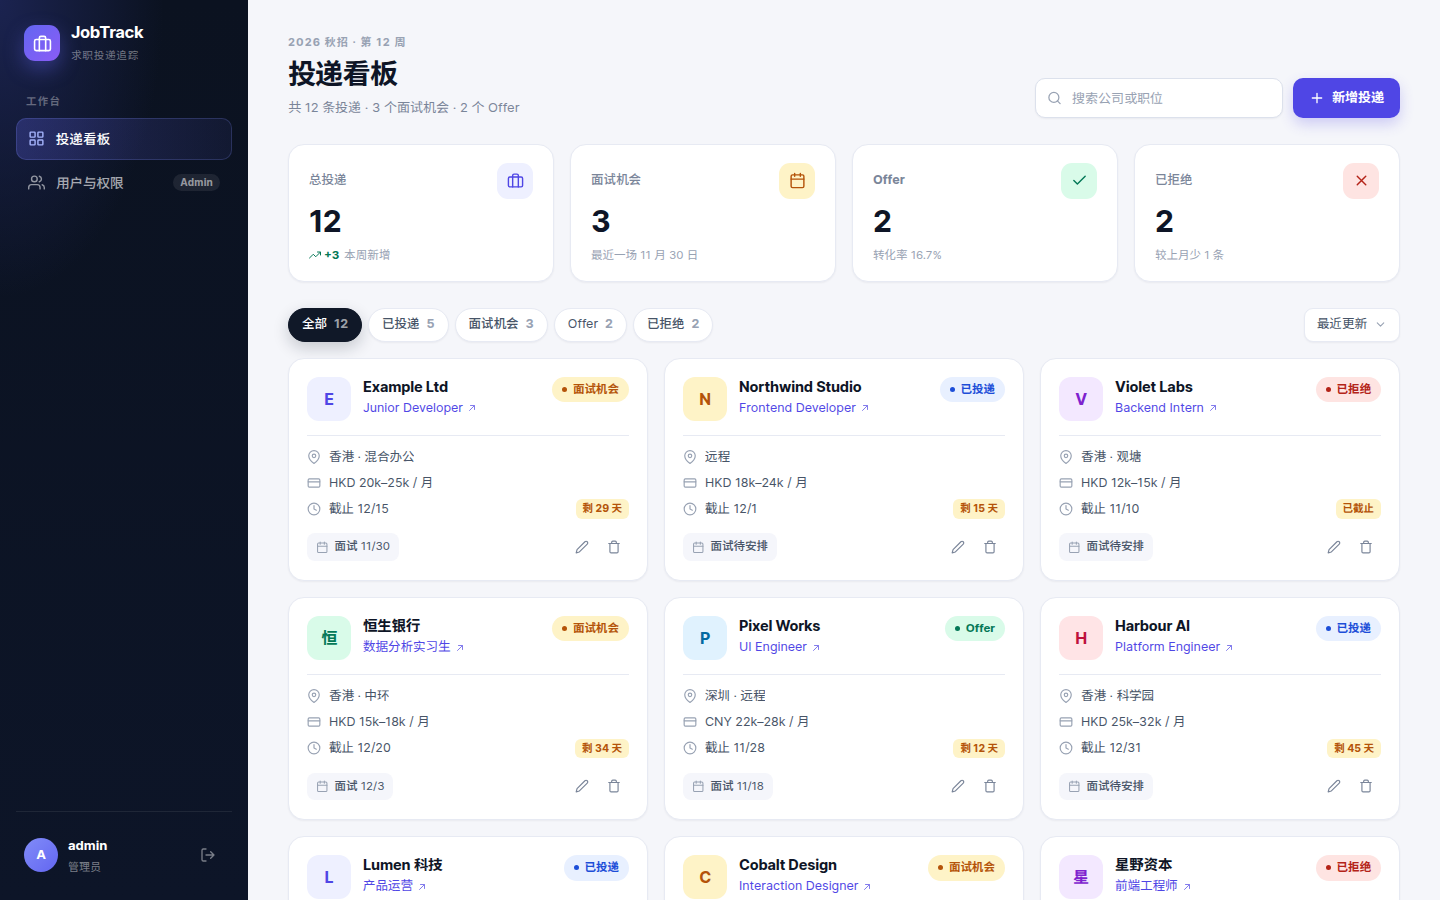 JobTrack
求职投递追踪
工作台
投递看板
用户与权限 Admin
A
admin
管理员
2026 秋招 · 第 12 周
投递看板
共 12 条投递 · 3 个面试机会 · 2 个 Offer
搜索公司或职位
新增投递
总投递
12
+3 本周新增
面试机会
3
最近一场 11 月 30 日
Offer
2
转化率 16.7%
已拒绝
2
较上月少 1 条
全部 12
已投递 5
面试机会 3
Offer 2
已拒绝 2
最近更新
E
Example Ltd
Junior Developer
面试机会
香港 · 混合办公
HKD 20k–25k / 月
截止 12/15
剩 29 天
面试 11/30
N
Northwind Studio
Frontend Developer
已投递
远程
HKD 18k–24k / 月
截止 12/1
剩 15 天
面试待安排
V
Violet Labs
Backend Intern
已拒绝
香港 · 观塘
HKD 12k–15k / 月
截止 11/10
已截止
面试待安排
恒
恒生银行
数据分析实习生
面试机会
香港 · 中环
HKD 15k–18k / 月
截止 12/20
剩 34 天
面试 12/3
P
Pixel Works
UI Engineer
Offer
深圳 · 远程
CNY 22k–28k / 月
截止 11/28
剩 12 天
面试 11/18
H
Harbour AI
Platform Engineer
已投递
香港 · 科学园
HKD 25k–32k / 月
截止 12/31
剩 45 天
面试待安排
L
Lumen 科技
产品运营
已投递
C
Cobalt Design
Interaction Designer
面试机会
星
星野资本
前端工程师
已拒绝